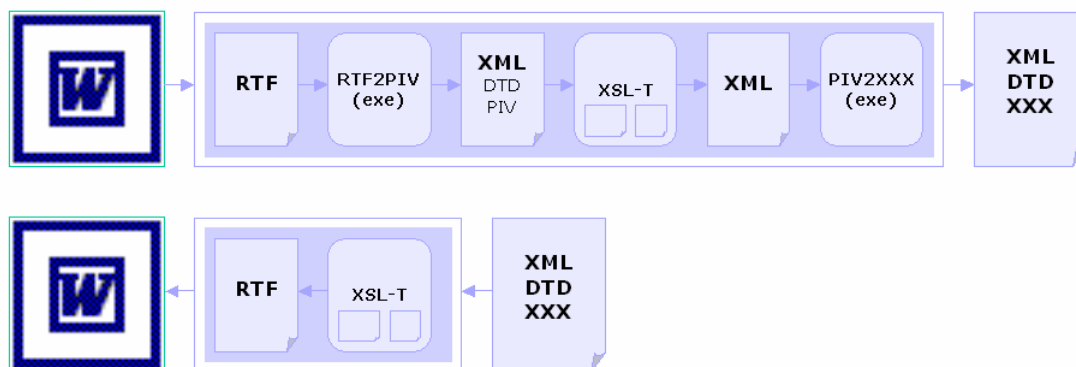 W
RTF
RTF2PIV
(exe)
XML
DTD
PIV
XSL-T
XML
PIV2XXX
(exe)
XML
DTD
XXX
W
RTF
XSL-T
XML
DTD
XXX